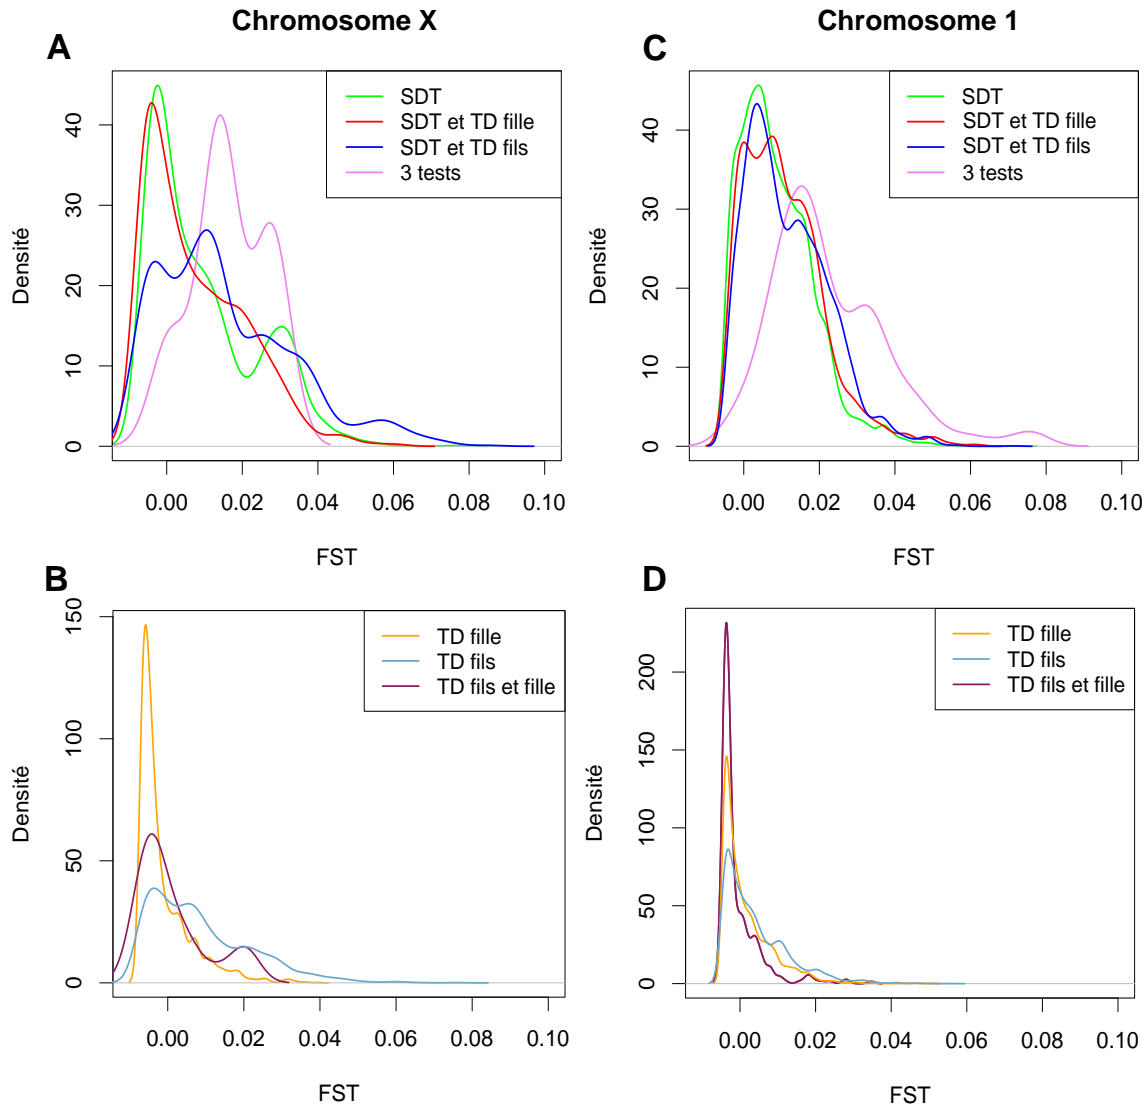 Chromosome X
Chromosome 1
A
SDT
SDT et TD fille
SDT et TD fils
3 tests
Densité
0
10
20
30
40
0.00 0.02 0.04 0.06 0.08 0.10
FST
C
SDT
SDT et TD fille
SDT et TD fils
3 tests
Densité
0
10
20
30
40
0.00 0.02 0.04 0.06 0.08 0.10
FST
B
TD fille
TD fils
TD fils et fille
Densité
0
50
100
150
0.00 0.02 0.04 0.06 0.08 0.10
FST
D
TD fille
TD fils
TD fils et fille
Densité
0
50
100
150
200
0.00 0.02 0.04 0.06 0.08 0.10
FST